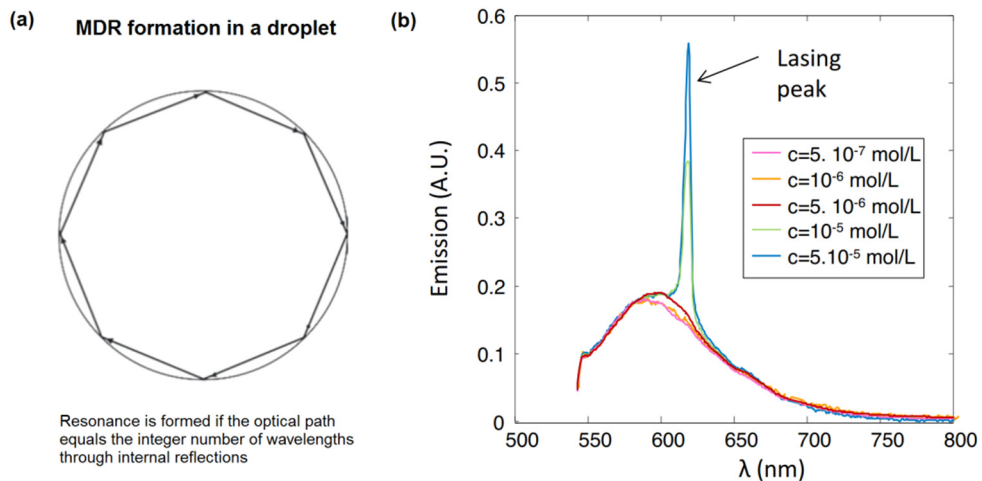 (a)
MDR formation in a droplet
Resonance is formed if the optical path
equals the integer number of wavelengths
through internal reflections
(b)
0.6
0.5
0.4
0.3
0.2
0.1
0
Emission (A.U.)
Lasing
peak
c=5. 10⁻⁷ mol/L
c=10⁻⁶ mol/L
c=5. 10⁻⁶ mol/L
c=10⁻⁵ mol/L
c=5.10⁻⁵ mol/L
500 550 600 650 700 750 800
λ (nm)